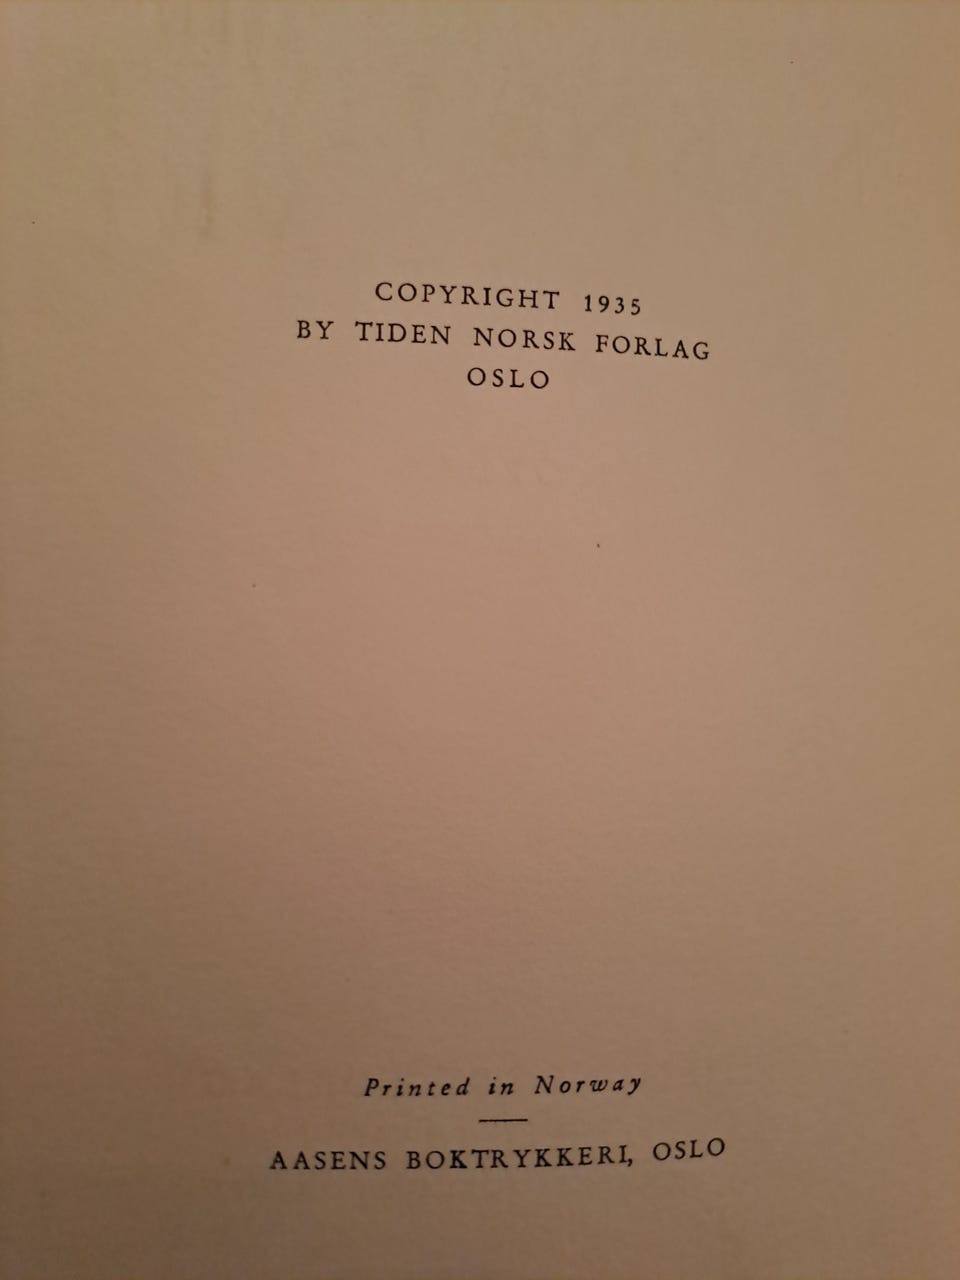 COPYRIGHT 1935
BY TIDEN NORSK FORLAG
OSLO
Printed in Norway
AASENS BOKTRYKKERI, OSLO